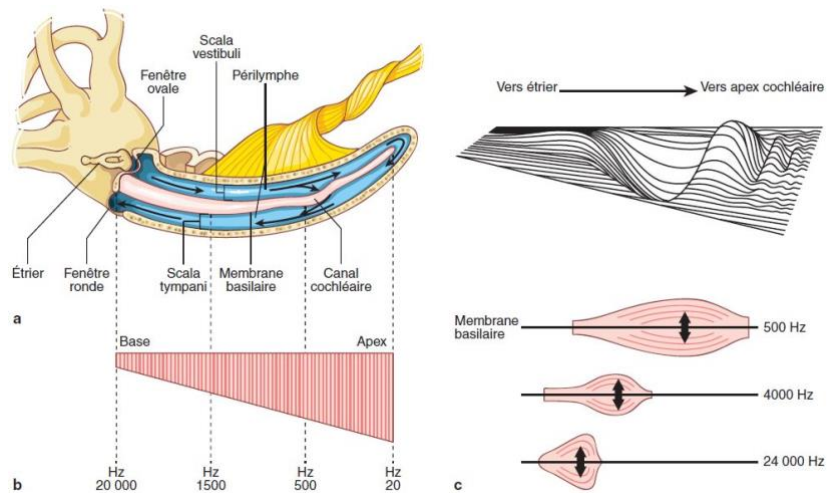 Scala
vestibuli
Fenêtre
ovale
Périlymphe
Étrier
Fenêtre
ronde
Scala
tympani
Membrane
basilaire
Canal
cochléaire
a
Base
Apex
Hz
20 000
Hz
1500
Hz
500
Hz
20
b
Vers étrier
Vers apex cochléaire
Membrane
basilaire
500 Hz
4000 Hz
24 000 Hz
c